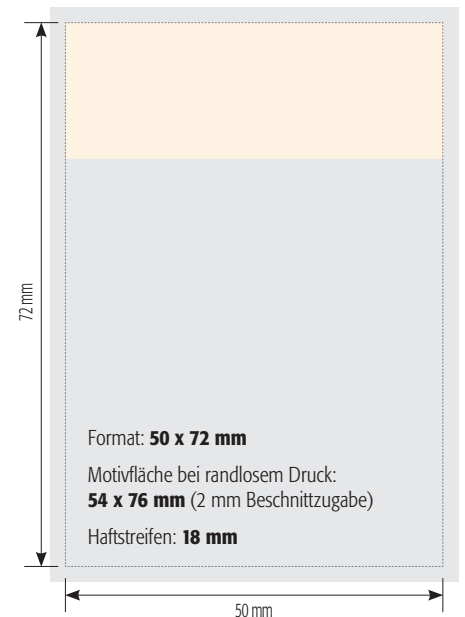 72 mm
Format: 50 x 72 mm
Motivfläche bei randlosem Druck:
54 x 76 mm (2 mm Beschnittzugabe)
Haftstreifen: 18 mm
50 mm